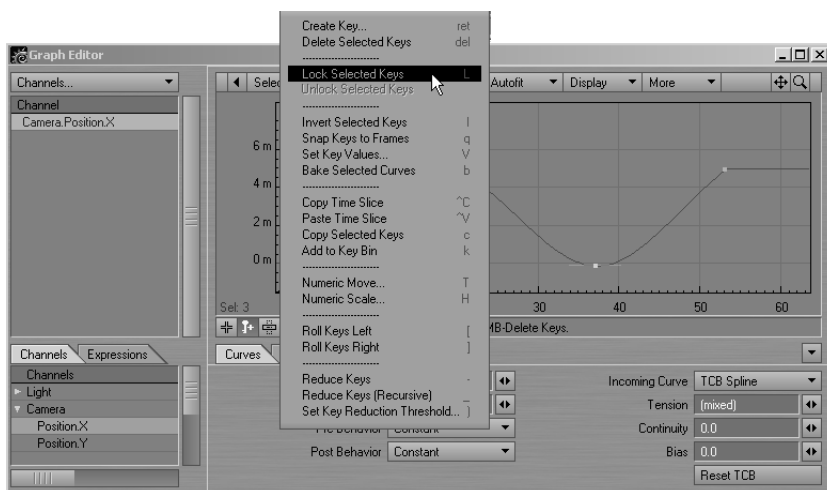 Create Key... ret
Delete Selected Keys del
Graph Editor
Channels...
Lock Selected Keys L
Autofit Display More
Unlock Selected Keys
Channel
Camera.Position.X
Invert Selected Keys I
Snap Keys to Frames q
Set Key Values... V
Bake Selected Curves b
6 m
4 m
2 m
0 m
Copy Time Slice ^C
Paste Time Slice ^V
Copy Selected Keys c
Add to Key Bin k
Numeric Move... T
Numeric Scale... H
Sel: 3
30 40 50 60
Roll Keys Left [
Roll Keys Right ]
MB-Delete Keys.
Channels Expressions
Curves
Channels
Light
Camera
Position.X
Position.Y
Reduce Keys -
Reduce Keys (Recursive) _
Set Key Reduction Threshold... }
Incoming Curve TCB Spline
Tension (mixed)
Continuity 0.0
Post Behavior Constant
Bias 0.0
Reset TCB